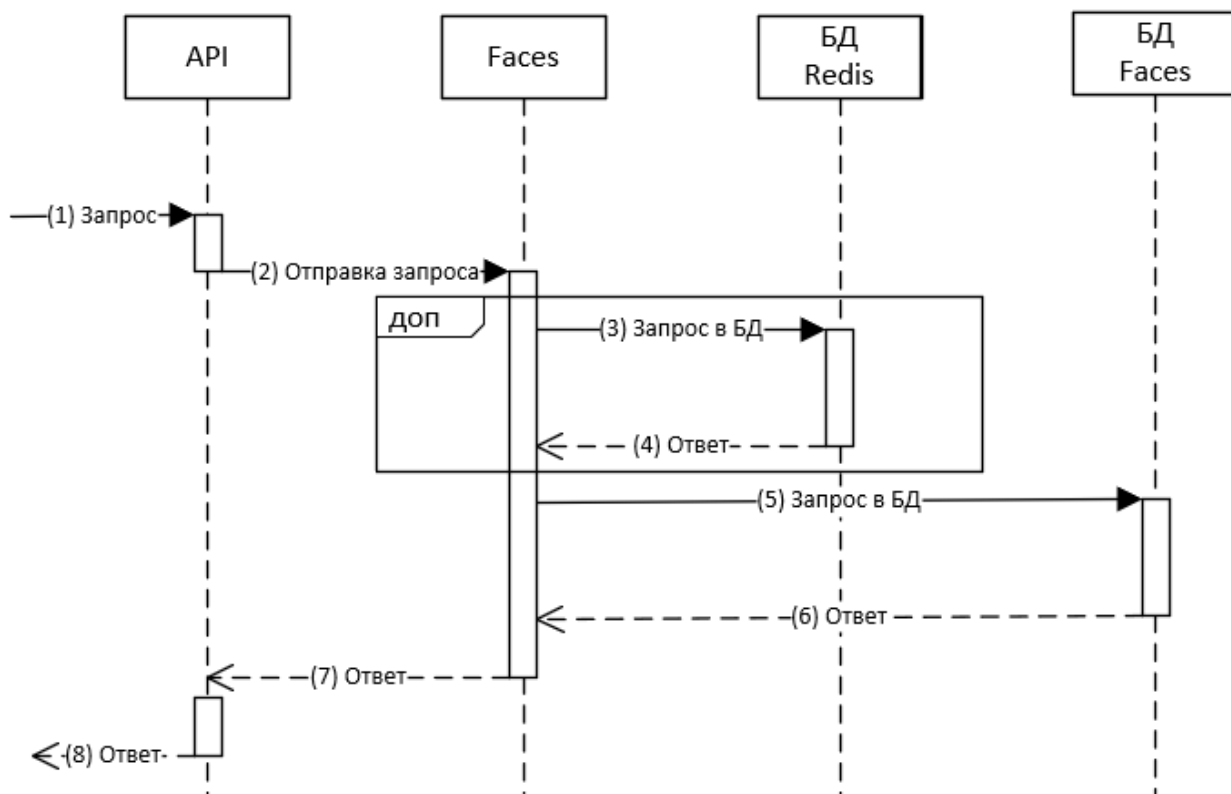 API
Faces
БД
Redis
БД
Faces
(1) Запрос
(2) Отправка запроса
доп
(3) Запрос в БД
(4) Ответ
(5) Запрос в БД
(6) Ответ
(7) Ответ
(8) Ответ